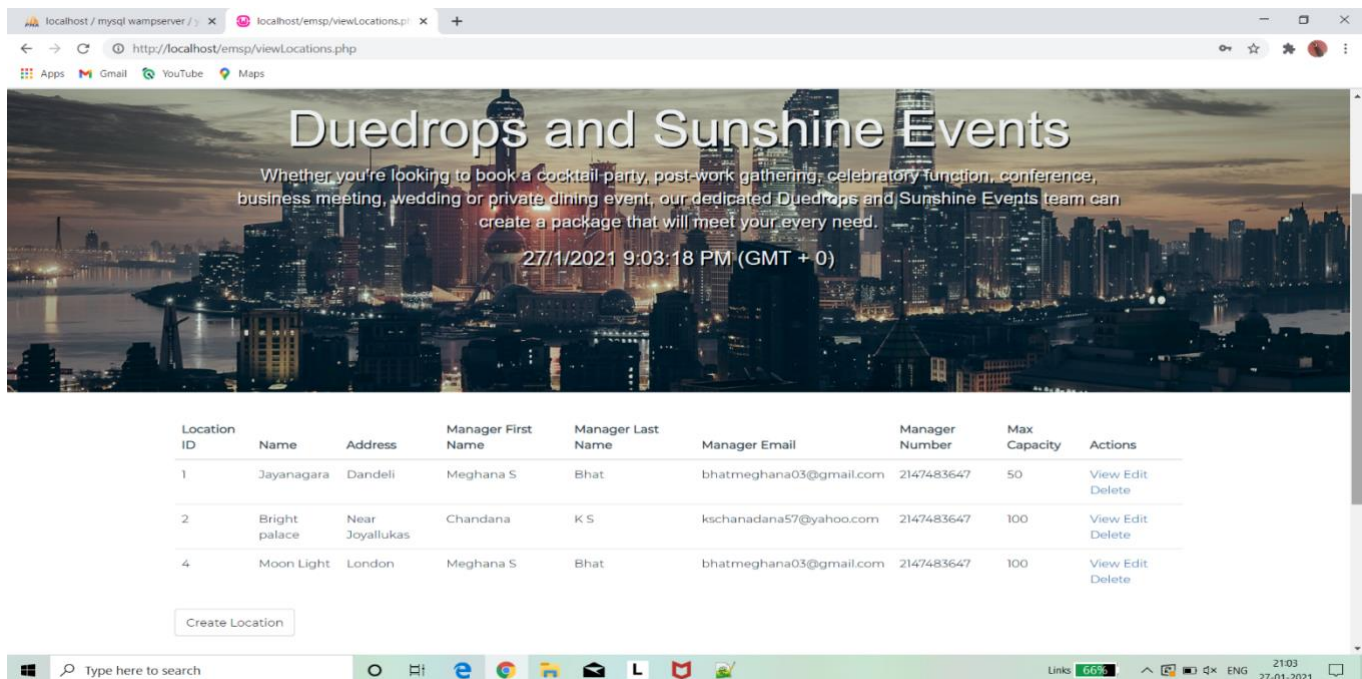 localhost / mysql wampserver /
localhost/emsp/viewLocations.p
http://localhost/emsp/viewLocations.php
Apps Gmail YouTube Maps
Duedrops and Sunshine Events
Whether you're looking to book a cocktail party, post-work gathering, celebratory function, conference,
business meeting, wedding or private dining event, our dedicated Duedrops and Sunshine Events team can
create a package that will meet your every need.
27/1/2021 9:03:18 PM (GMT + 0)
Location Manager First Manager Last Manager Max
ID Name Address Name Name Manager Email Number Capacity Actions
1 Jayanagara Dandeli Meghana S Bhat bhatmeghana03@gmail.com 2147483647 50 View Edit
Delete
2 Bright Near Chandana K S kschanadana57@yahoo.com 2147483647 100 View Edit
palace Joyallukas Delete
4 Moon Light London Meghana S Bhat bhatmeghana03@gmail.com 2147483647 100 View Edit
Delete
Create Location
Type here to search L Links 66% ENG 21:03
27-01-2021